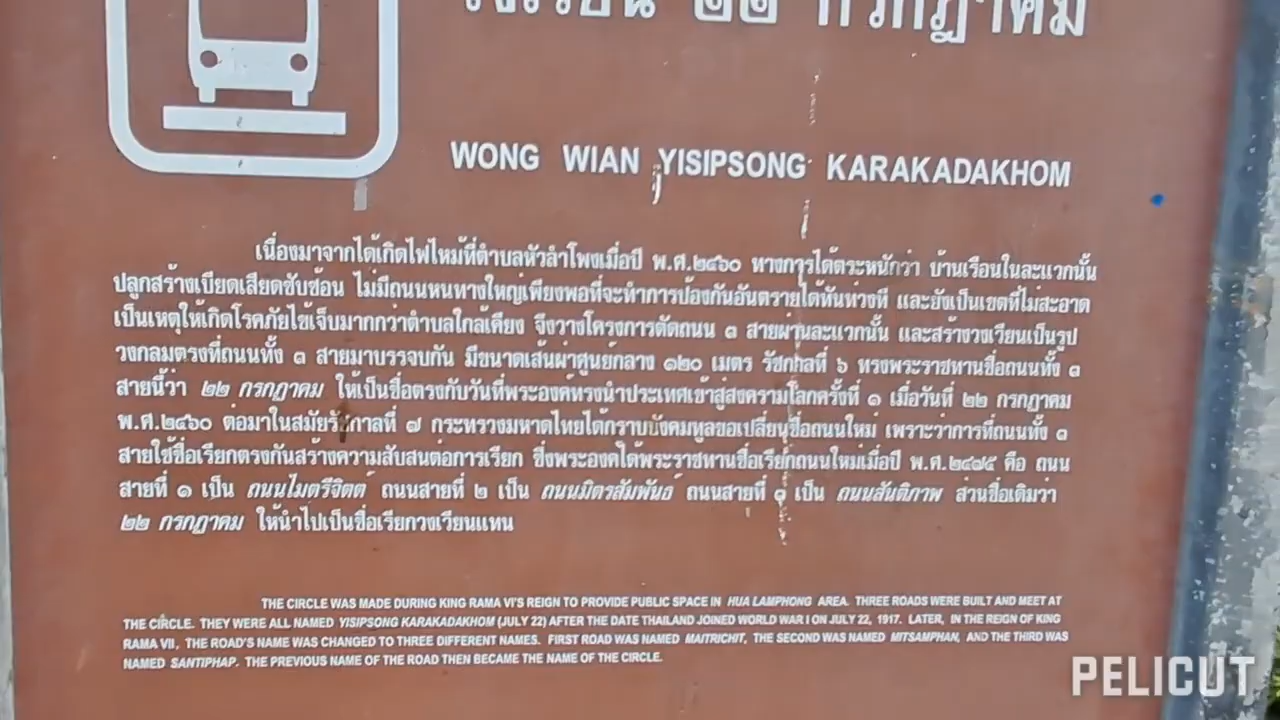 ๒๒ กรกฎาคม
WONG WIAN YISIPSONG KARAKADAKHOM
เนื่องมาจากได้เกิดไฟไหม้ที่ตำบลหัวลำโพงเมื่อปี พ.ศ.๒๔๖๐ ทางการได้ตระหนักว่า บ้านเรือนในละแวกนั้น
ปลูกสร้างเบียดเสียดซับซ้อน ไม่มีถนนหนทางใหญ่เพียงพอที่จะทำการป้องกันอันตรายได้ทันท่วงที และยังเป็นเขตที่ไม่สะอาด
เป็นเหตุให้เกิดโรคภัยไข้เจ็บมากกว่าตำบลใกล้เคียง จึงวางโครงการตัดถนน ๓ สายผ่านละแวกนั้น และสร้างวงเวียนเป็นรูป
วงกลมตรงที่ถนนทั้ง ๓ สายมาบรรจบกัน มีขนาดเส้นผ่าศูนย์กลาง ๑๒๐ เมตร รัชกาลที่ ๖ ทรงพระราชทานชื่อถนนทั้ง ๓
สายนี้ว่า ๒๒ กรกฎาคม ให้เป็นชื่อตรงกับวันที่พระองค์ทรงนำประเทศเข้าสู่สงครามโลกครั้งที่ ๑ เมื่อวันที่ ๒๒ กรกฎาคม
พ.ศ.๒๔๖๐ ต่อมาในสมัยรัชกาลที่ ๗ กระทรวงมหาดไทยได้กราบบังคมทูลขอเปลี่ยนชื่อถนนใหม่ เพราะว่าการที่ถนนทั้ง ๓
สายใช้ชื่อเรียกตรงกันสร้างความสับสนต่อการเรียก ซึ่งพระองค์ได้พระราชทานชื่อเรียกถนนใหม่เมื่อปี พ.ศ.๒๔๗๕ คือ ถนน
สายที่ ๑ เป็น ถนนไมตรีจิตต์ ถนนสายที่ ๒ เป็น ถนนมิตรสัมพันธ์ ถนนสายที่ ๓ เป็น ถนนสันติภาพ ส่วนชื่อเดิมว่า
๒๒ กรกฎาคม ให้นำไปเป็นชื่อเรียกวงเวียนแทน
THE CIRCLE WAS MADE DURING KING RAMA VI'S REIGN TO PROVIDE PUBLIC SPACE IN HUA LAMPHONG AREA. THREE ROADS WERE BUILT AND MEET AT
THE CIRCLE. THEY WERE ALL NAMED YISIPSONG KARAKADAKHOM (JULY 22) AFTER THE DATE THAILAND JOINED WORLD WAR I ON JULY 22, 1917. LATER, IN THE REIGN OF KING
RAMA VII, THE ROAD'S NAME WAS CHANGED TO THREE DIFFERENT NAMES. FIRST ROAD WAS NAMED MAITRICHIT, THE SECOND WAS NAMED MITSAMPHAN, AND THE THIRD WAS
NAMED SANTIPHAP. THE PREVIOUS NAME OF THE ROAD THEN BECAME THE NAME OF THE CIRCLE.
PELICUT